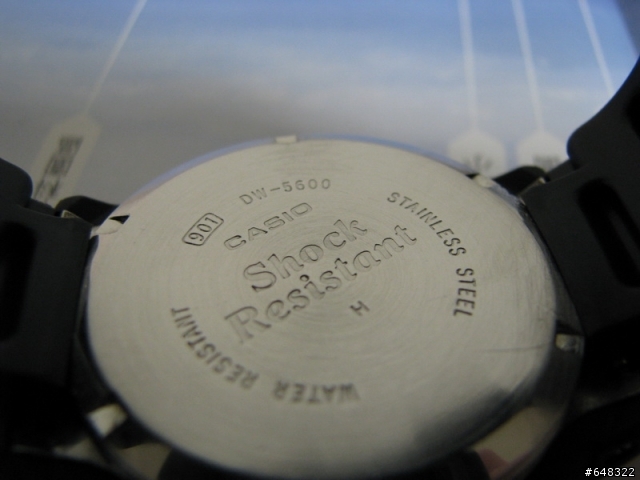 DW-5600
901
CASIO
Shock
Resistant
H
STAINLESS STEEL
WATER RESISTANT
#648322